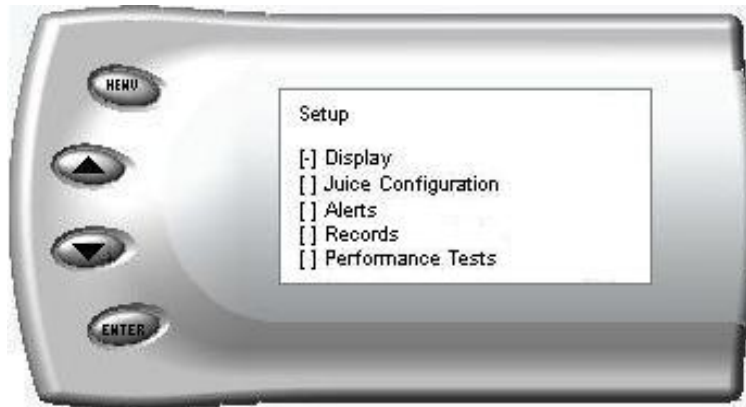 MENU
Setup
[-] Display
[ ] Juice Configuration
[ ] Alerts
[ ] Records
[ ] Performance Tests
ENTER